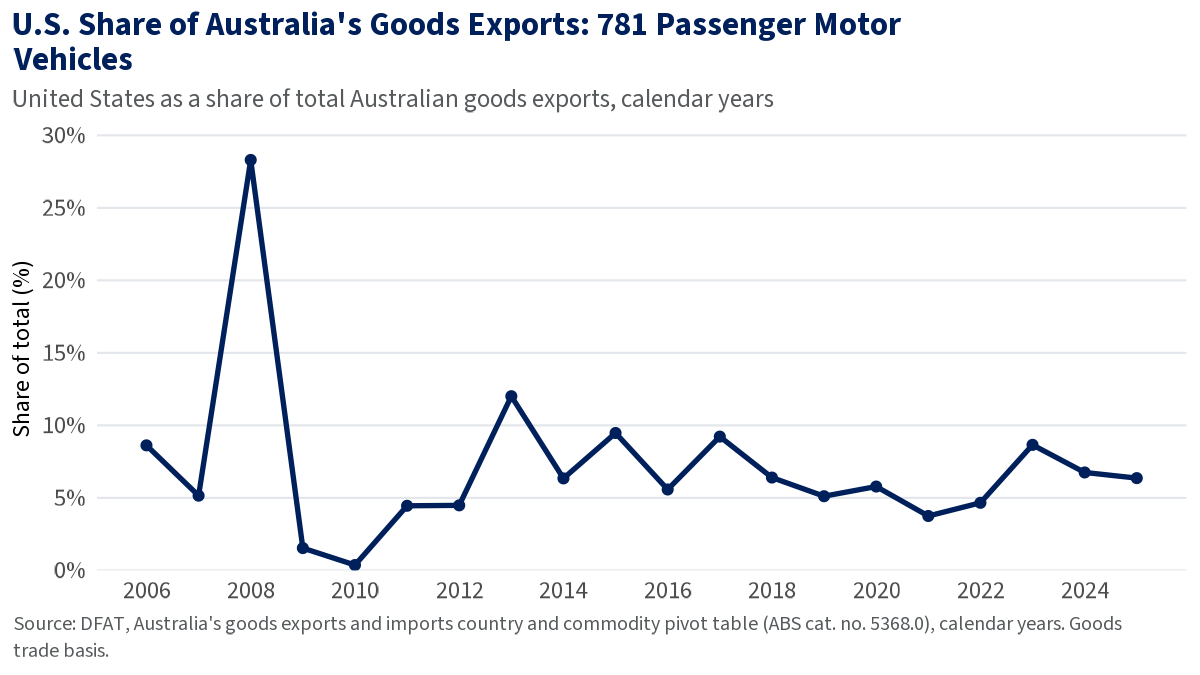 U.S. Share of Australia's Goods Exports: 781 Passenger Motor
Vehicles
United States as a share of total Australian goods exports, calendar years
Share of total (%)
30%
25%
20%
15%
10%
5%
0%
2006 2008 2010 2012 2014 2016 2018 2020 2022 2024
Source: DFAT, Australia's goods exports and imports country and commodity pivot table (ABS cat. no. 5368.0), calendar years. Goods
trade basis.